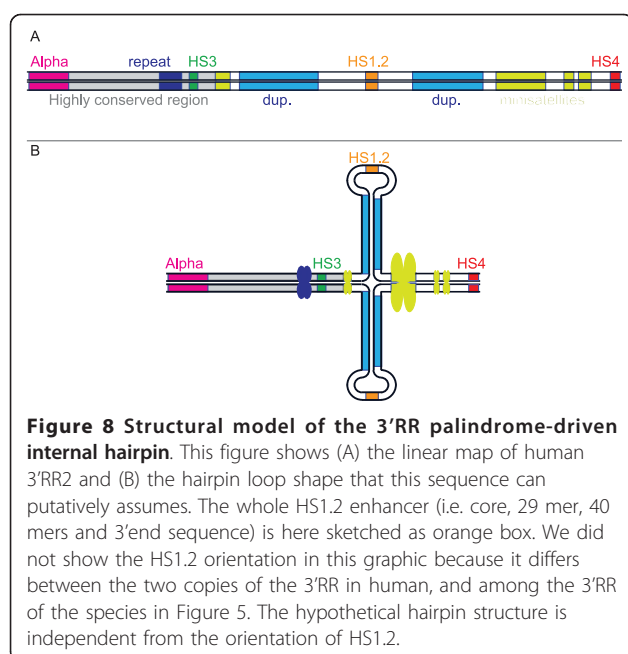 A
Alpha repeat HS3 HS1.2 HS4
Highly conserved region dup. dup. minisatellites
B
HS1.2
Alpha HS3 HS4
Figure 8 Structural model of the 3'RR palindrome-driven
internal hairpin. This figure shows (A) the linear map of human
3'RR2 and (B) the hairpin loop shape that this sequence can
putatively assumes. The whole HS1.2 enhancer (i.e. core, 29 mer, 40
mers and 3'end sequence) is here sketched as orange box. We did
not show the HS1.2 orientation in this graphic because it differs
between the two copies of the 3'RR in human, and among the 3'RR
of the species in Figure 5. The hypothetical hairpin structure is
independent from the orientation of HS1.2.
HS1.2